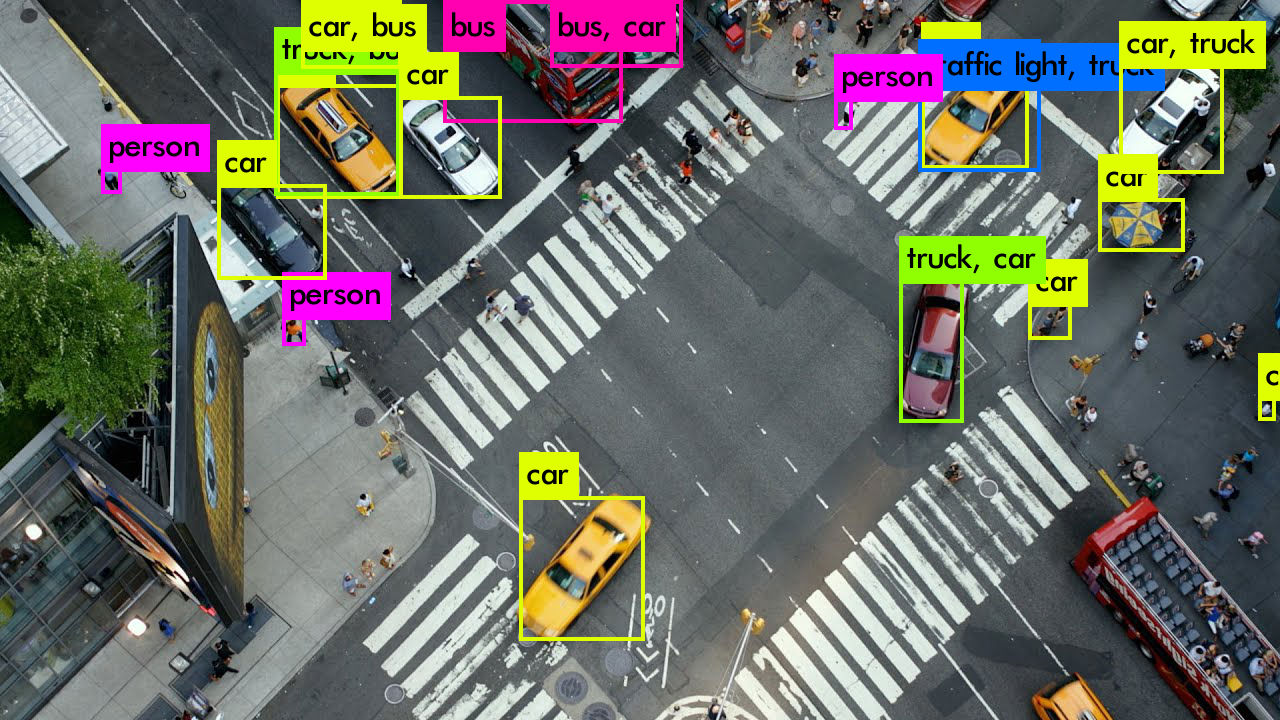 car, bus
bus
bus, car
truck, bu
car
car, truck
raffic light, truck
person
person
car
car
truck, car
car
person
c
car